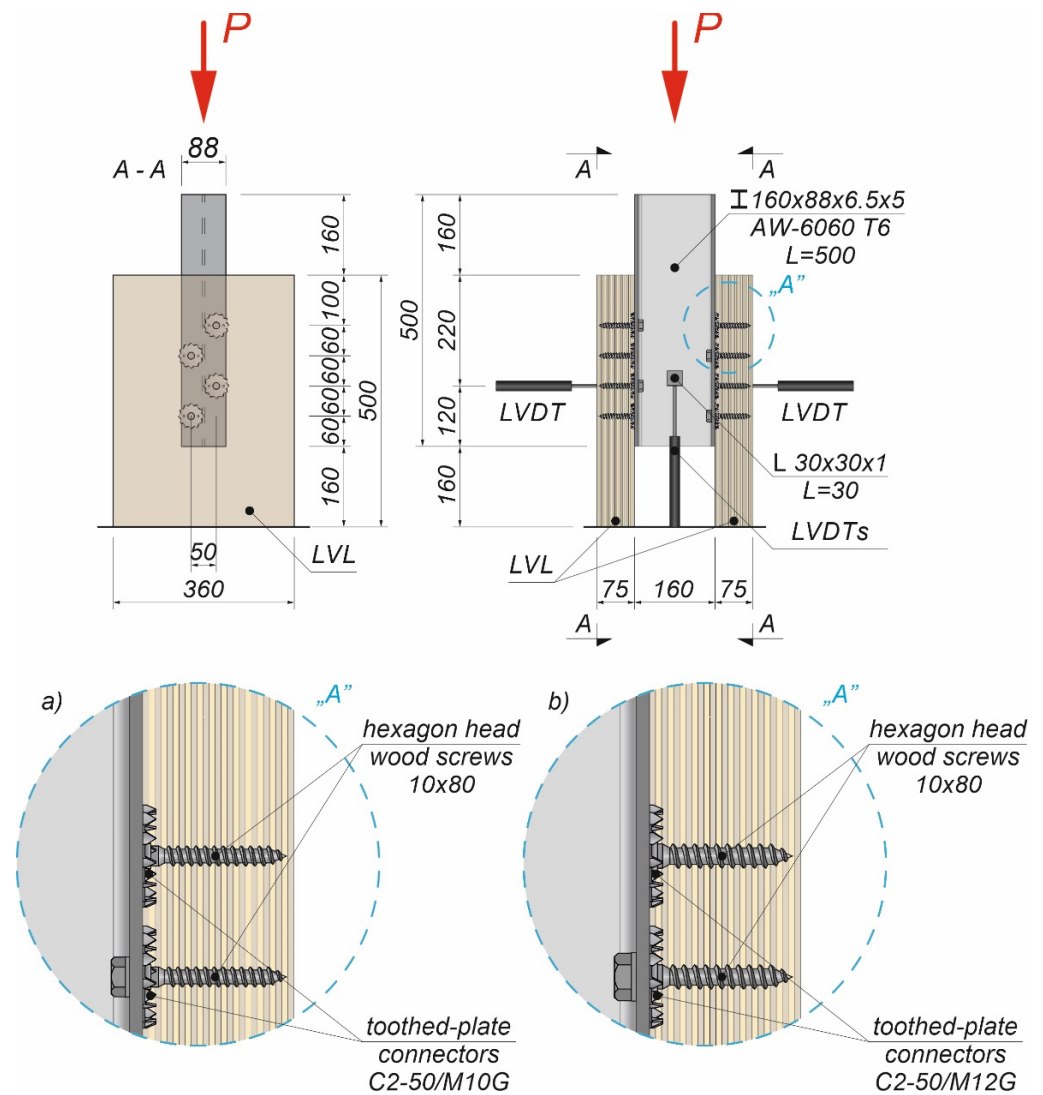 P
P
A - A
88
A
A
160
100
60
60
60
60
160
500
50
360
LVL
500
160
220
120
160
I 160x88x6.5x5
AW-6060 T6
L=500
„A”
LVDT
LVDT
L 30x30x1
L=30
LVDTs
LVL
75
160
75
A
A
a)
„A”
hexagon head
wood screws
10x80
toothed-plate
connectors
C2-50/M10G
b)
„A”
hexagon head
wood screws
10x80
toothed-plate
connectors
C2-50/M12G